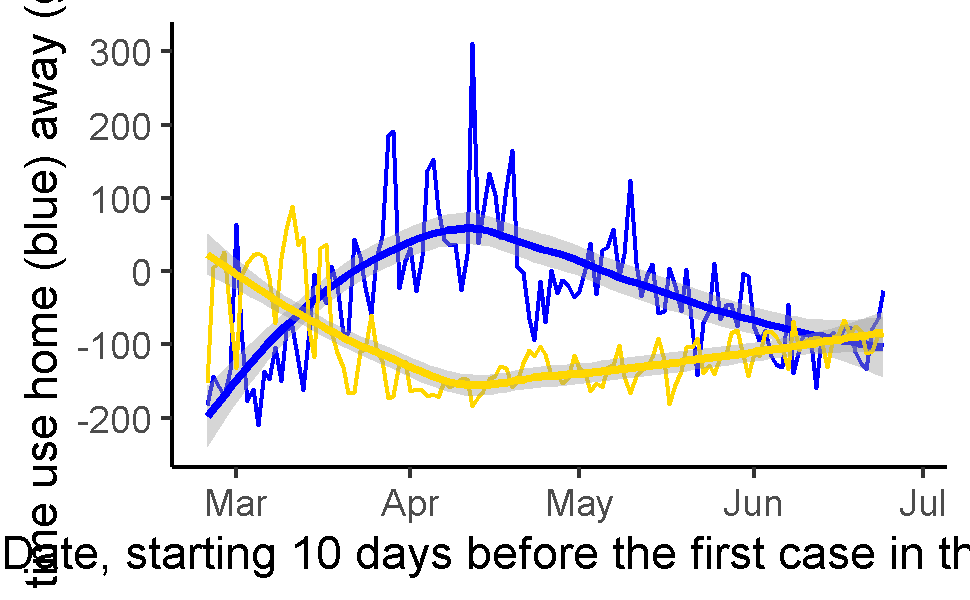 time use home (blue) away (
300
200
100
0
-100
-200
Mar Apr May Jun Jul
Date, starting 10 days before the first case in th